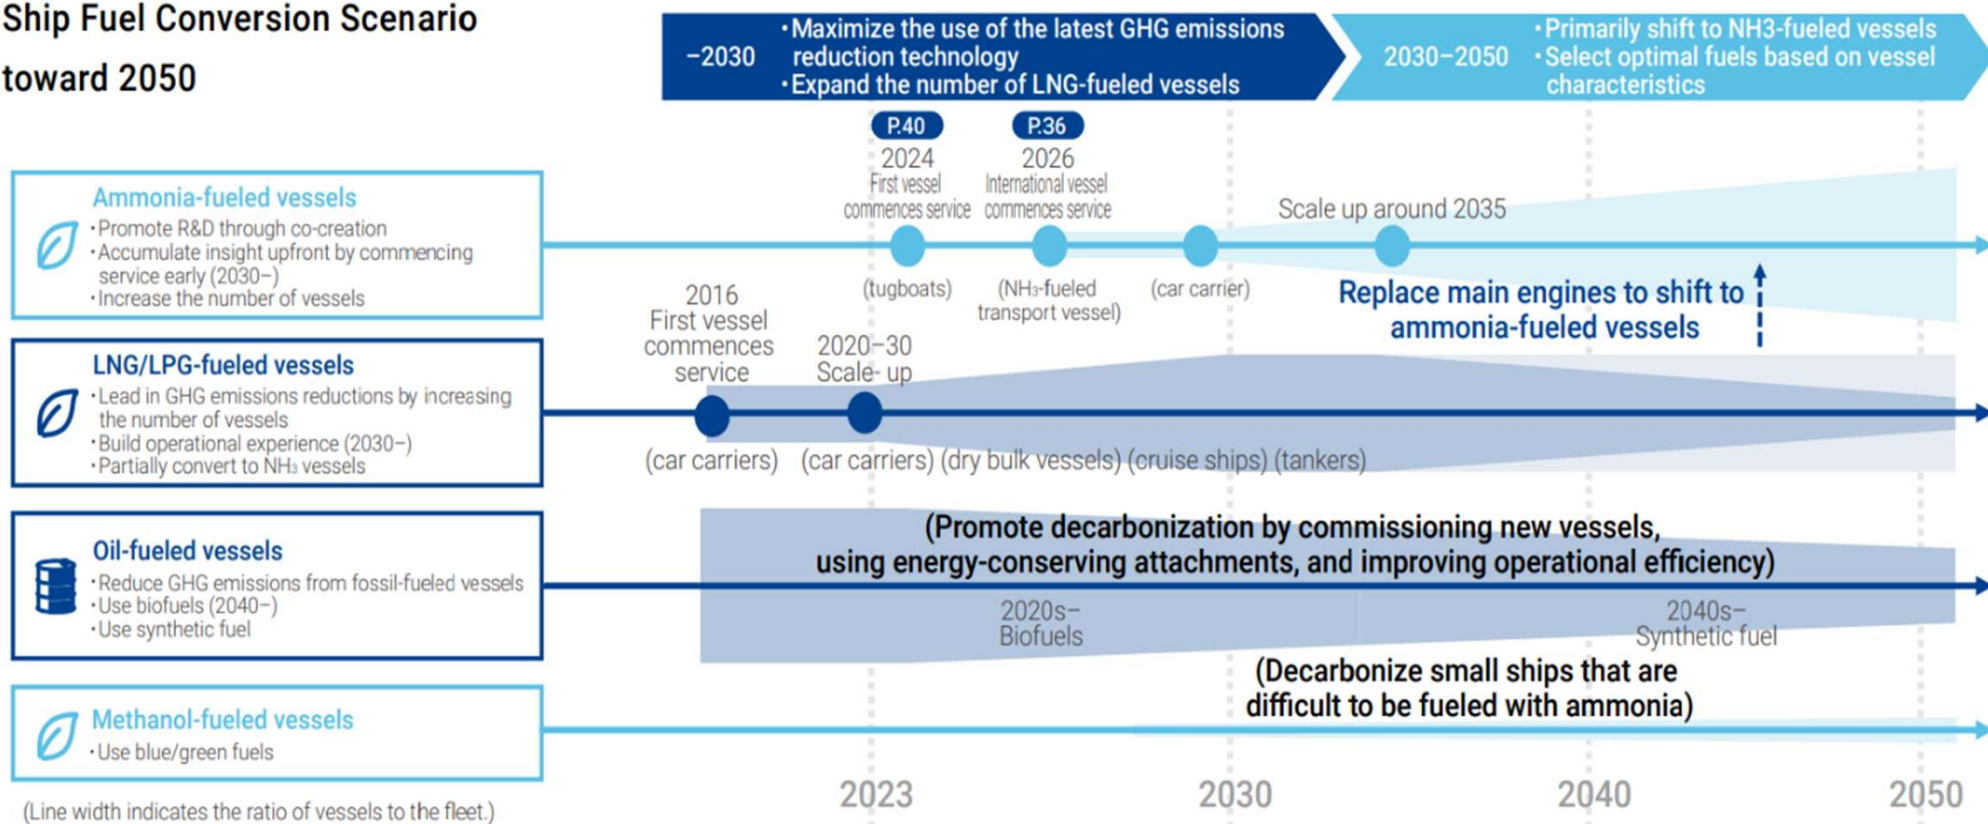 Ship Fuel Conversion Scenario
toward 2050
−2030
・Maximize the use of the latest GHG emissions
reduction technology
・Expand the number of LNG-fueled vessels
2030−2050
・Primarily shift to NH3-fueled vessels
・Select optimal fuels based on vessel
characteristics
P.40
2024
First vessel
commences service
P.36
2026
International vessel
commences service
Scale up around 2035
Ammonia-fueled vessels
・Promote R&D through co-creation
・Accumulate insight upfront by commencing
service early (2030−)
・Increase the number of vessels
(tugboats)
(NH₃-fueled
transport vessel)
(car carrier)
Replace main engines to shift to
ammonia-fueled vessels
2016
First vessel
commences
service
2020−30
Scale- up
LNG/LPG-fueled vessels
・Lead in GHG emissions reductions by increasing
the number of vessels
・Build operational experience (2030−)
・Partially convert to NH₃ vessels
(car carriers)
(car carriers) (dry bulk vessels) (cruise ships) (tankers)
Oil-fueled vessels
・Reduce GHG emissions from fossil-fueled vessels
・Use biofuels (2040−)
・Use synthetic fuel
(Promote decarbonization by commissioning new vessels,
using energy-conserving attachments, and improving operational efficiency)
2020s−
Biofuels
2040s−
Synthetic fuel
(Decarbonize small ships that are
difficult to be fueled with ammonia)
Methanol-fueled vessels
・Use blue/green fuels
2023
2030
2040
2050
(Line width indicates the ratio of vessels to the fleet.)